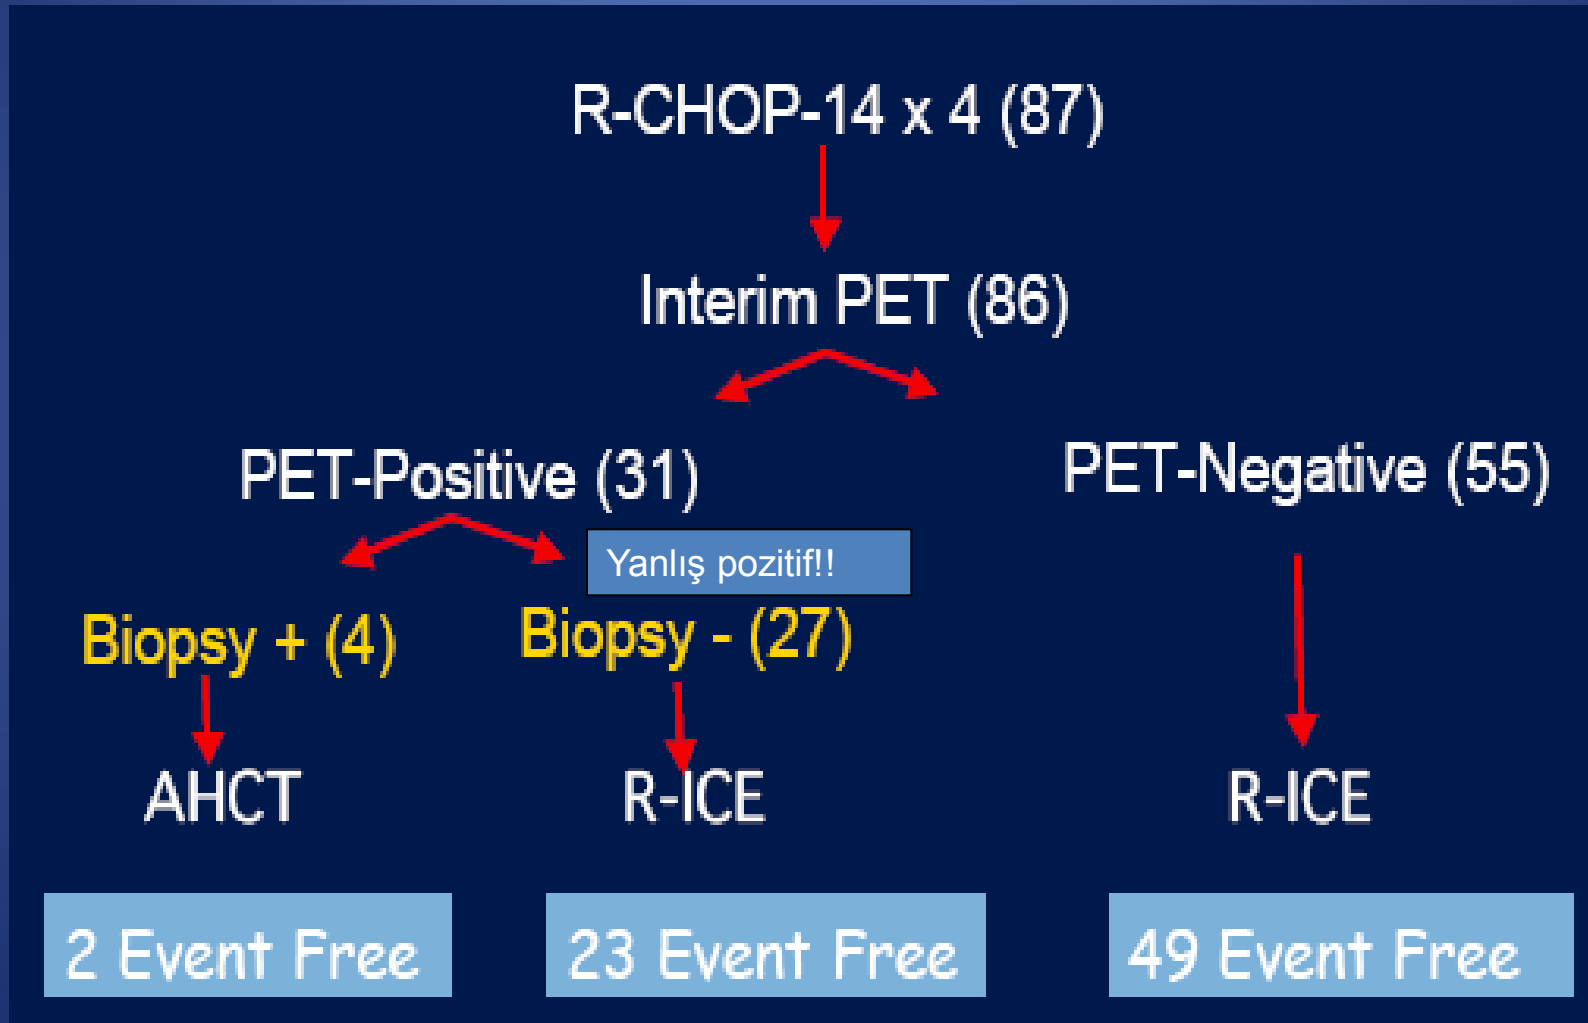 R-CHOP-14 x 4 (87)
Interim PET (86)
PET-Positive (31)
PET-Negative (55)
Yanlış pozitif!!
Biopsy + (4)
Biopsy - (27)
AHCT
R-ICE
R-ICE
2 Event Free
23 Event Free
49 Event Free